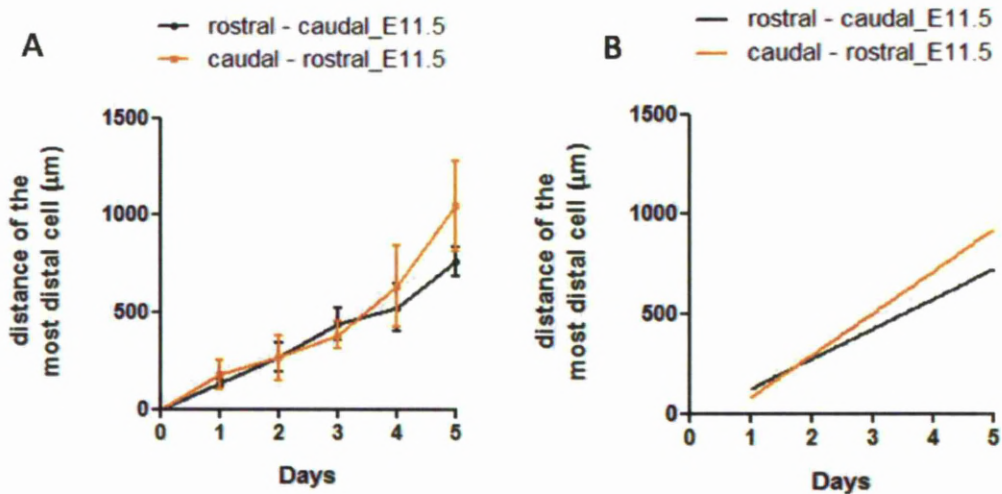 A
rostral - caudal_E11.5
caudal - rostral_E11.5
distance of the
most distal cell (μm)
1500
1000
500
0
0 1 2 3 4 5
Days
B
rostral - caudal_E11.5
caudal - rostral_E11.5
distance of the
most distal cell (μm)
1500
1000
500
0
0 1 2 3 4 5
Days